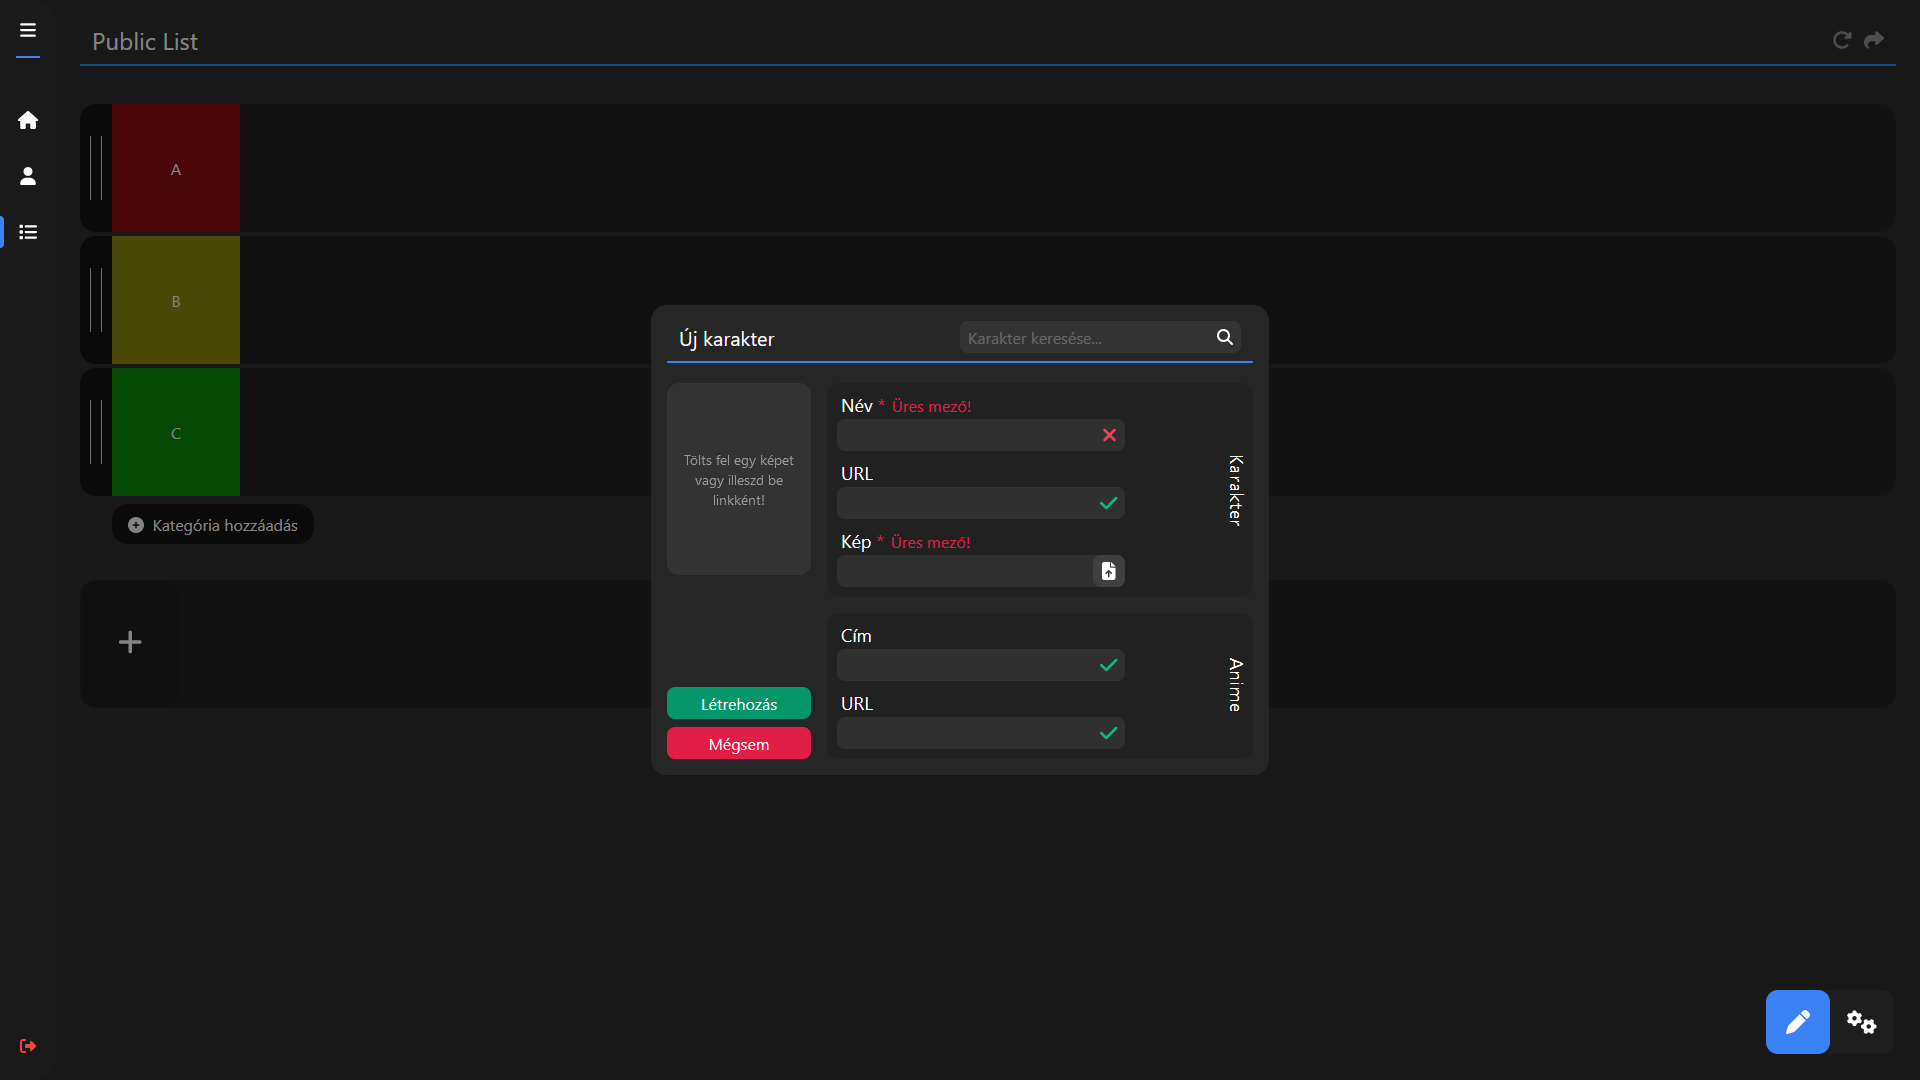 Public List
A
B
C
Kategória hozzáadás
Új karakter
Karakter keresése...
Tölts fel egy képet
vagy illeszd be
linkként!
Név * Üres mező!
URL
Kép * Üres mező!
Karakter
Cím
URL
Anime
Létrehozás
Mégsem